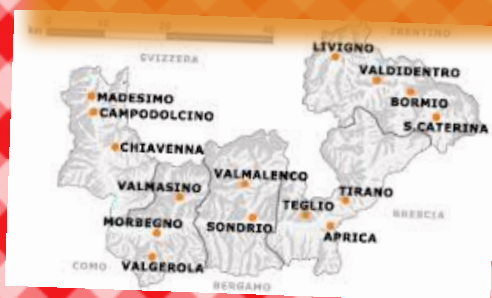 km
TRENTINO
LIVIGNO
SVIZZERA
VALDIDENTRO
MADESIMO
BORMIO
CAMPODOLCINO
S.CATERINA
CHIAVENNA
VALMALENCO
VALMASINO
TIRANO
TEGLIO
BRESCIA
MORBEGNO
SONDRIO
APRICA
COMO
VALGEROLA
BERGAMO